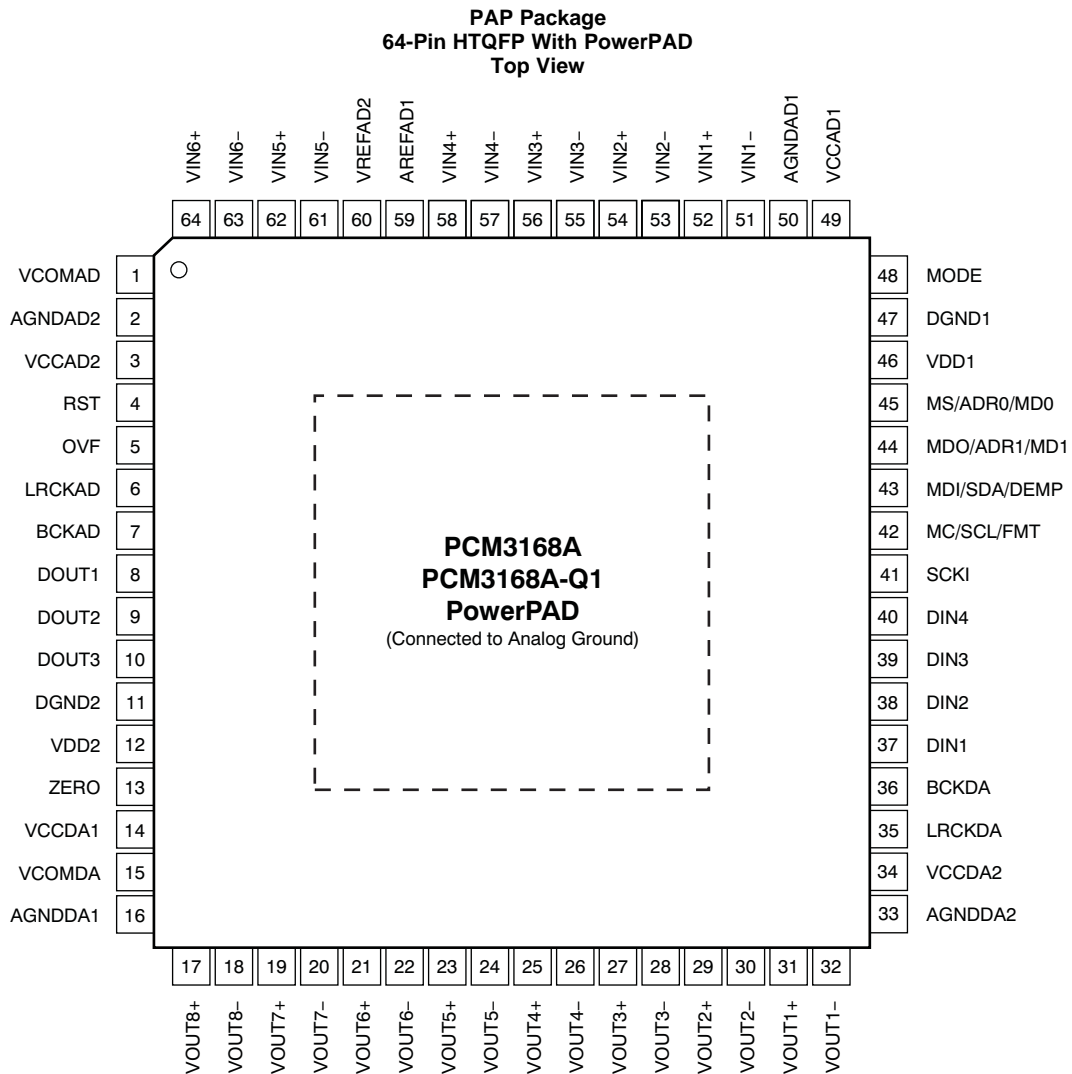 PAP Package
64-Pin HTQFP With PowerPAD
Top View
VIN6+
VIN6–
VIN5+
VIN5–
VREFAD2
AREFAD1
VIN4+
VIN4–
VIN3+
VIN3–
VIN2+
VIN2–
VIN1+
VIN1–
AGNDAD1
VCCAD1
64 63 62 61 60 59 58 57 56 55 54 53 52 51 50 49
VCOMAD 1
AGNDAD2 2
VCCAD2 3
RST 4
OVF 5
LRCKAD 6
BCKAD 7
DOUT1 8
DOUT2 9
DOUT3 10
DGND2 11
VDD2 12
ZERO 13
VCCDA1 14
VCOMDA 15
AGNDDA1 16
PCM3168A
PCM3168A-Q1
PowerPAD
(Connected to Analog Ground)
48 MODE
47 DGND1
46 VDD1
45 MS/ADR0/MD0
44 MDO/ADR1/MD1
43 MDI/SDA/DEMP
42 MC/SCL/FMT
41 SCKI
40 DIN4
39 DIN3
38 DIN2
37 DIN1
36 BCKDA
35 LRCKDA
34 VCCDA2
33 AGNDDA2
17 18 19 20 21 22 23 24 25 26 27 28 29 30 31 32
VOUT8+
VOUT8–
VOUT7+
VOUT7–
VOUT6+
VOUT6–
VOUT5+
VOUT5–
VOUT4+
VOUT4–
VOUT3+
VOUT3–
VOUT2+
VOUT2–
VOUT1+
VOUT1–